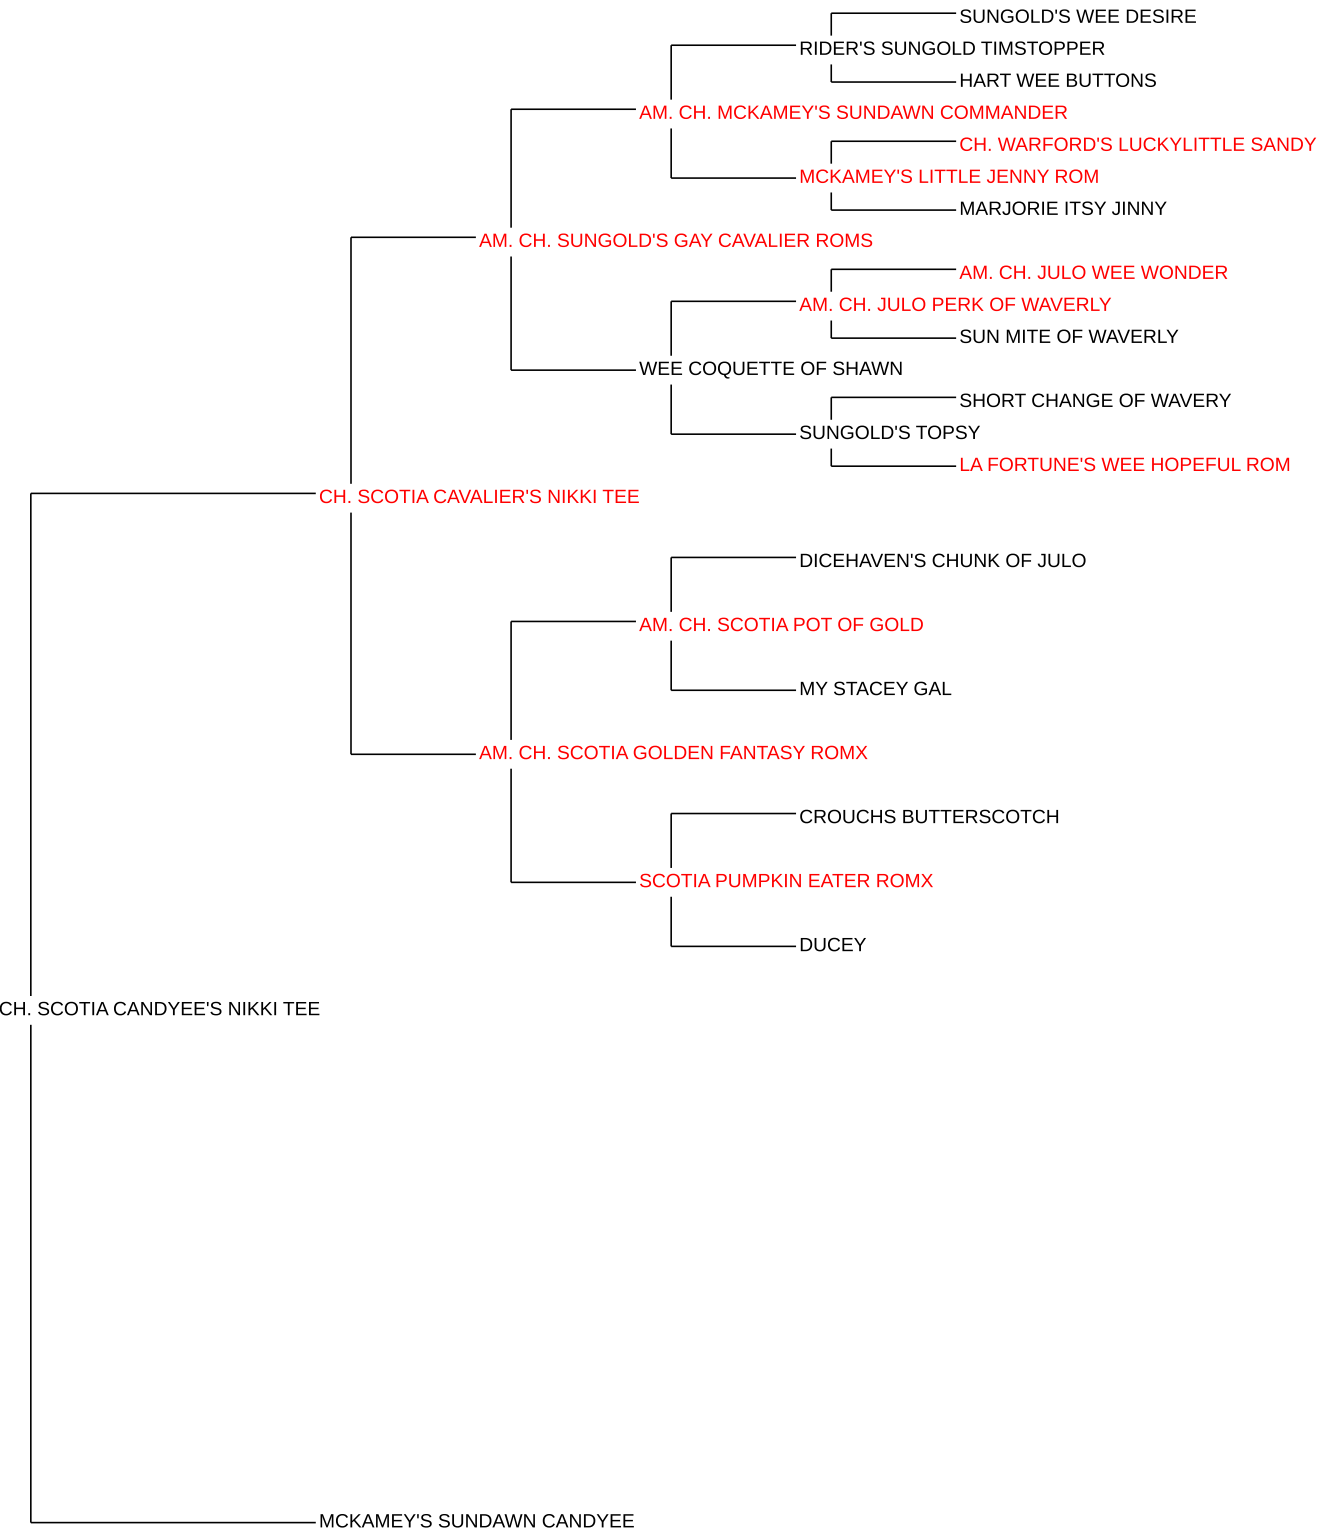 SUNGOLD'S WEE DESIRE
RIDER'S SUNGOLD TIMSTOPPER
HART WEE BUTTONS
AM. CH. MCKAMEY'S SUNDAWN COMMANDER
CH. WARFORD'S LUCKYLITTLE SANDY
MCKAMEY'S LITTLE JENNY ROM
MARJORIE ITSY JINNY
AM. CH. SUNGOLD'S GAY CAVALIER ROMS
AM. CH. JULO WEE WONDER
AM. CH. JULO PERK OF WAVERLY
SUN MITE OF WAVERLY
WEE COQUETTE OF SHAWN
SHORT CHANGE OF WAVERY
SUNGOLD'S TOPSY
LA FORTUNE'S WEE HOPEFUL ROM
CH. SCOTIA CAVALIER'S NIKKI TEE
DICEHAVEN'S CHUNK OF JULO
AM. CH. SCOTIA POT OF GOLD
MY STACEY GAL
AM. CH. SCOTIA GOLDEN FANTASY ROMX
CROUCHS BUTTERSCOTCH
SCOTIA PUMPKIN EATER ROMX
DUCEY
CH. SCOTIA CANDYEE'S NIKKI TEE
MCKAMEY'S SUNDAWN CANDYEE